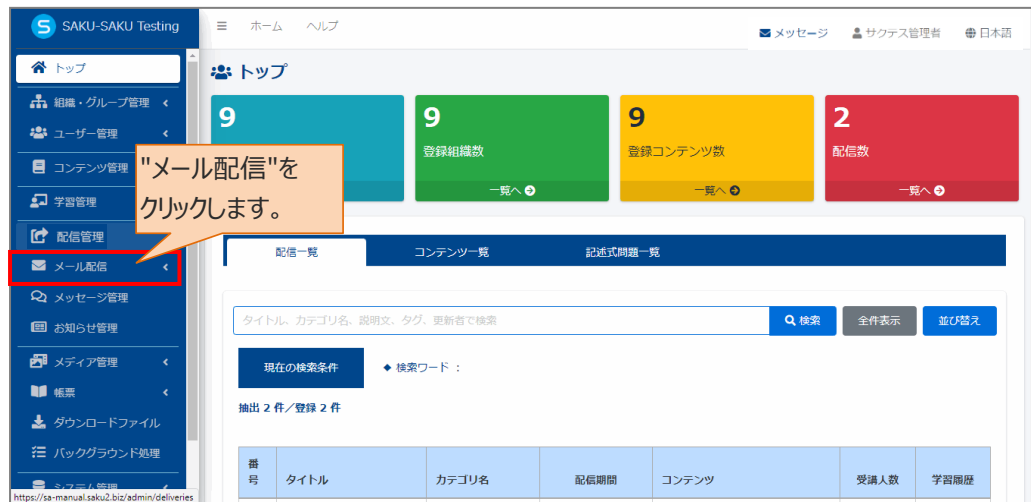 SAKU-SAKU Testing
ホーム ヘルプ
メッセージ サクテス管理者 日本語
トップ
組織・グループ管理
ユーザー管理
コンテンツ管理
学習管理
配信管理
メール配信
メッセージ管理
お知らせ管理
メディア管理
帳票
ダウンロードファイル
バックグラウンド処理
システム管理
https://sa-manual.saku2.biz/admin/deliveries
"メール配信"を
クリックします。
トップ
9
9
登録組織数
一覧へ
9
登録コンテンツ数
一覧へ
2
配信数
一覧へ
配信一覧 コンテンツ一覧 記述式問題一覧
タイトル、カテゴリ名、説明文、タグ、更新者で検索 検索 全件表示 並び替え
現在の検索条件 ◆ 検索ワード :
抽出 2 件／登録 2 件
番号 タイトル カテゴリ名 配信期間 コンテンツ 受講人数 学習履歴